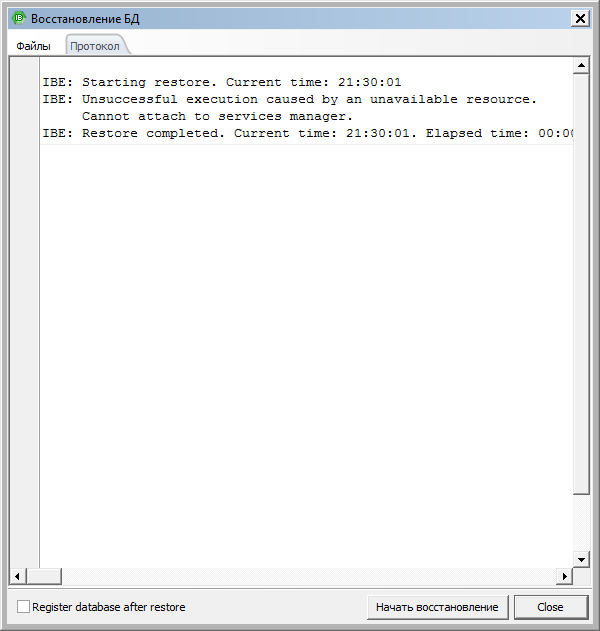 Восстановление БД
Файлы Протокол
IBE: Starting restore. Current time: 21:30:01
IBE: Unsuccessful execution caused by an unavailable resource.
Cannot attach to services manager.
IBE: Restore completed. Current time: 21:30:01. Elapsed time: 00:00
Register database after restore
Начать восстановление
Close